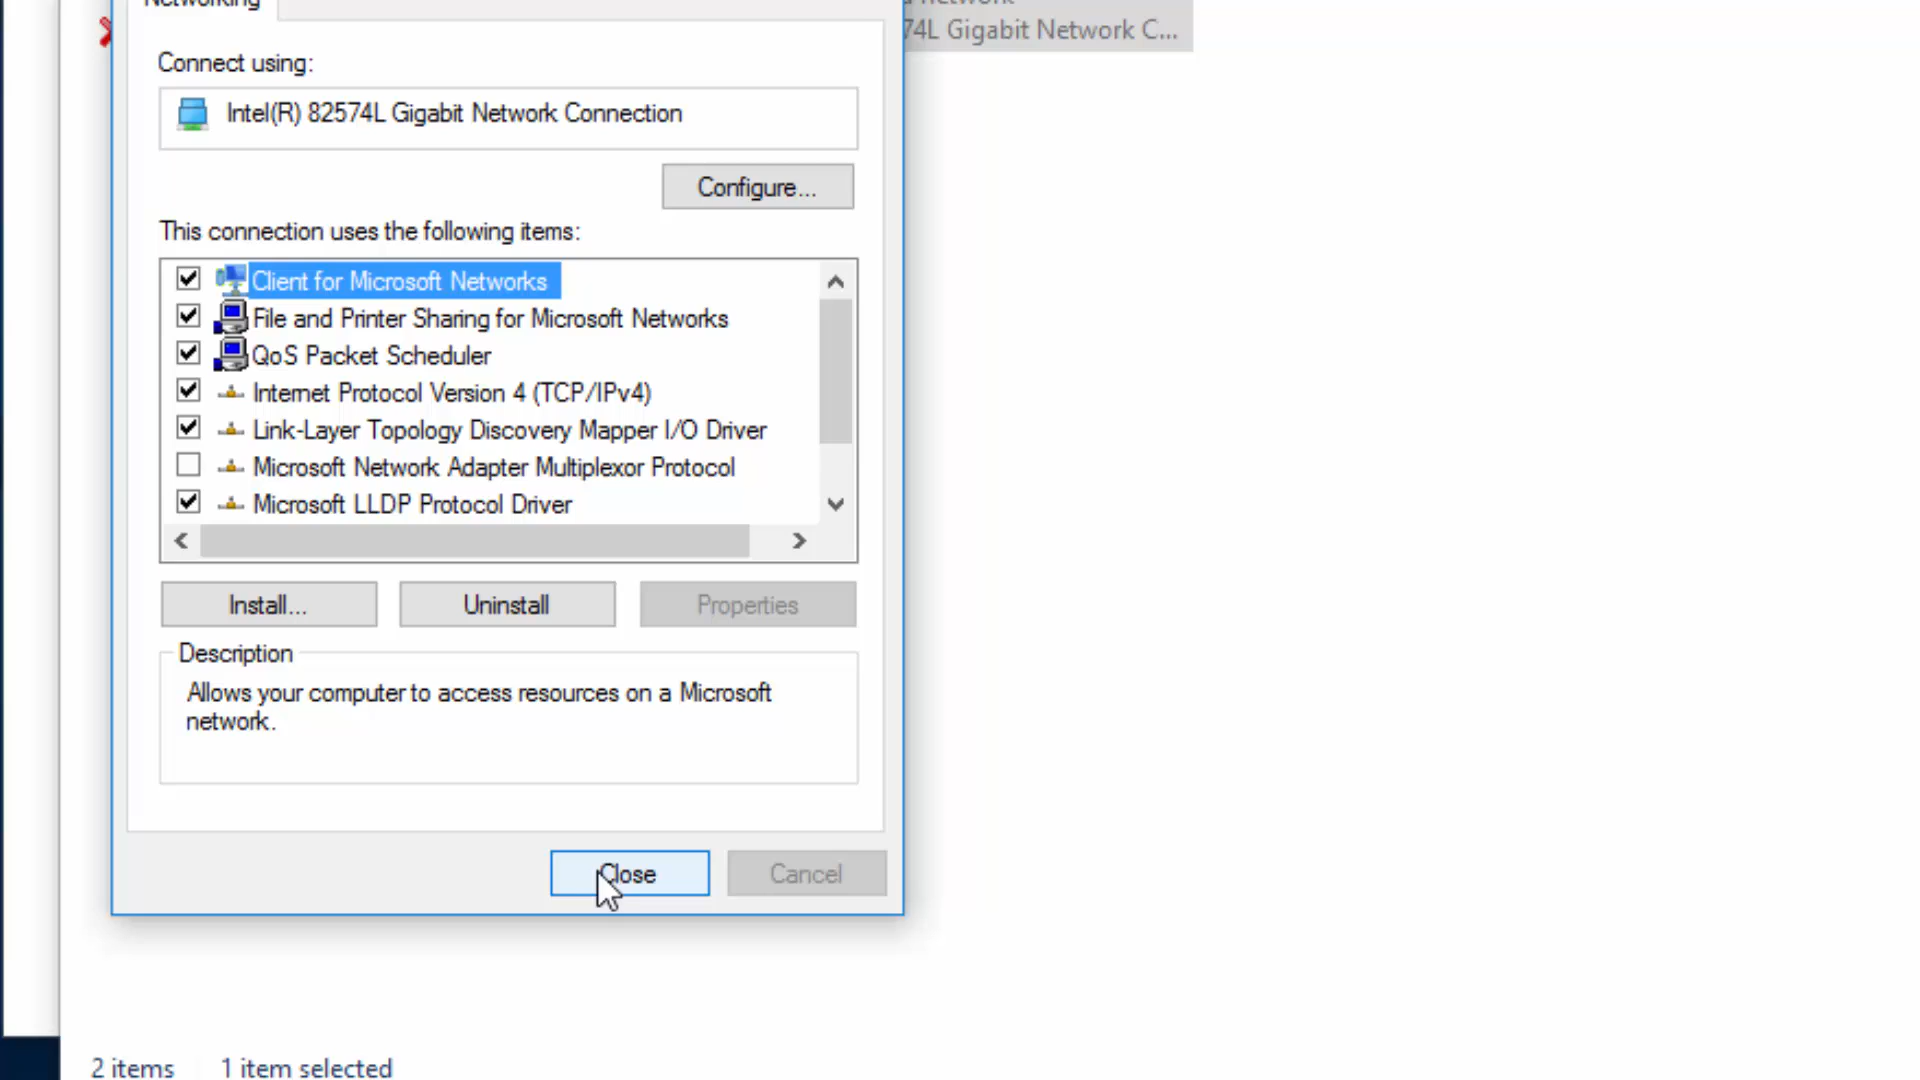 Networking
network
74L Gigabit Network C...
Connect using:
Intel(R) 82574L Gigabit Network Connection
Configure...
This connection uses the following items:
Client for Microsoft Networks
File and Printer Sharing for Microsoft Networks
QoS Packet Scheduler
Internet Protocol Version 4 (TCP/IPv4)
Link-Layer Topology Discovery Mapper I/O Driver
Microsoft Network Adapter Multiplexor Protocol
Microsoft LLDP Protocol Driver
Install...
Uninstall
Properties
Description
Allows your computer to access resources on a Microsoft
network.
Close
Cancel
2 items
1 item selected